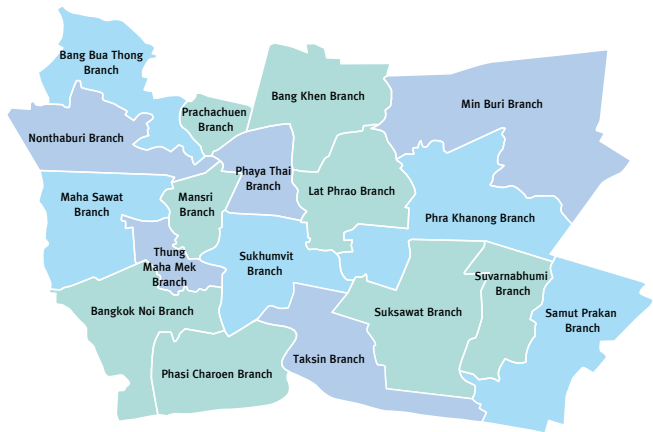 Bang Bua Thong
Branch
Bang Khen Branch
Min Buri Branch
Prachachuen
Branch
Nonthaburi Branch
Phaya Thai
Branch
Lat Phrao Branch
Maha Sawat
Branch
Mansri
Branch
Phra Khanong Branch
Thung
Maha Mek
Branch
Sukhumvit
Branch
Suvarnabhumi
Branch
Bangkok Noi Branch
Suksawat Branch
Samut Prakan
Branch
Taksin Branch
Phasi Charoen Branch